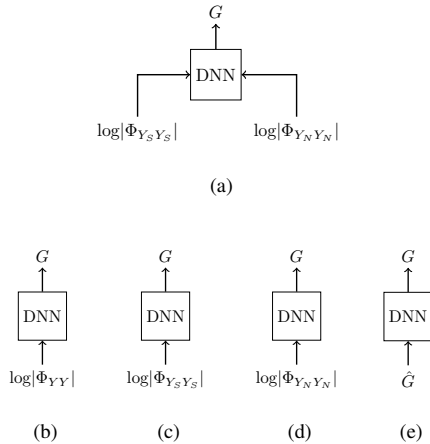 G
DNN
log|Φ_{Y_S Y_S}| log|Φ_{Y_N Y_N}|
(a)
G G G G
DNN DNN DNN DNN
log|Φ_{YY}| log|Φ_{Y_S Y_S}| log|Φ_{Y_N Y_N}| Ĝ
(b) (c) (d) (e)